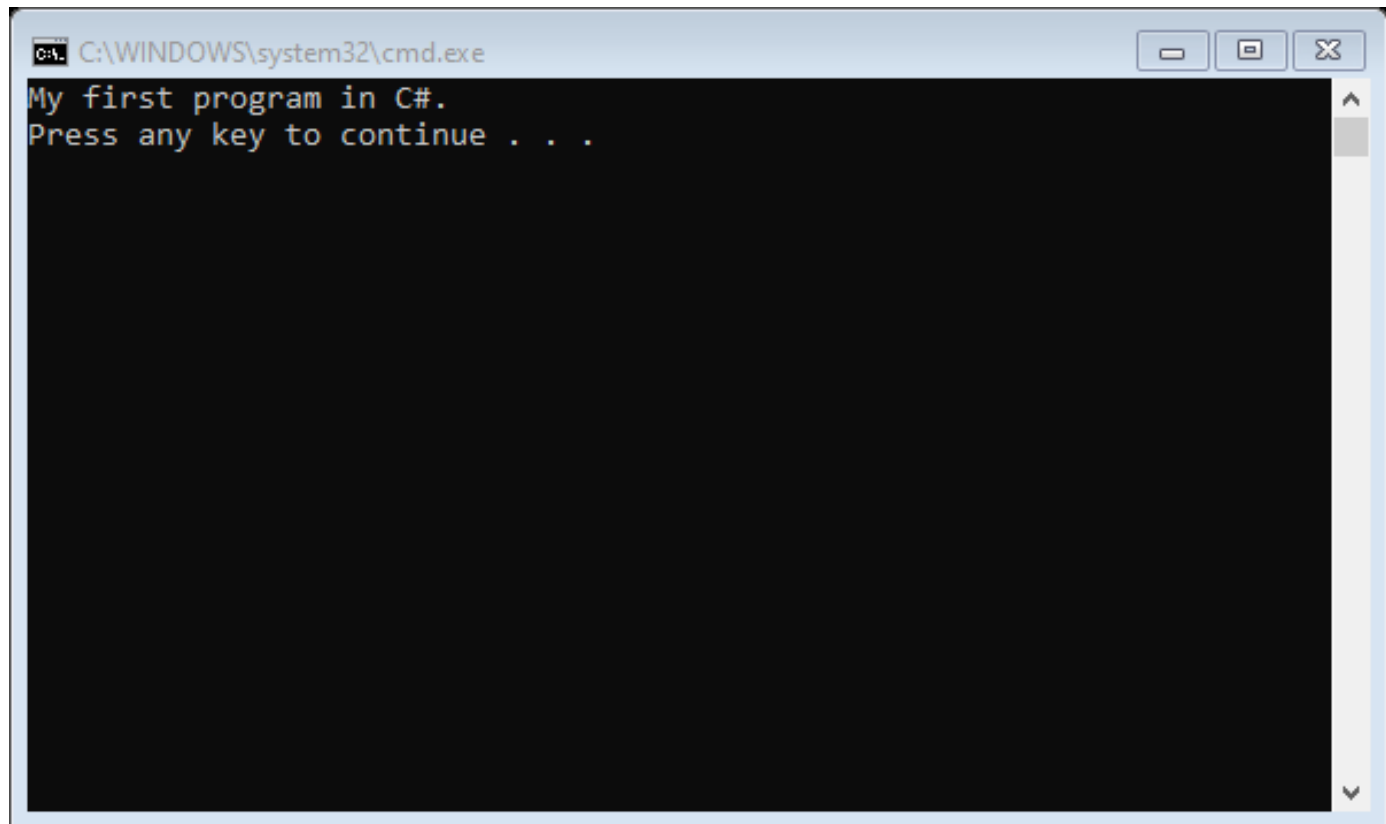 C:\WINDOWS\system32\cmd.exe
My first program in C#.
Press any key to continue . . .